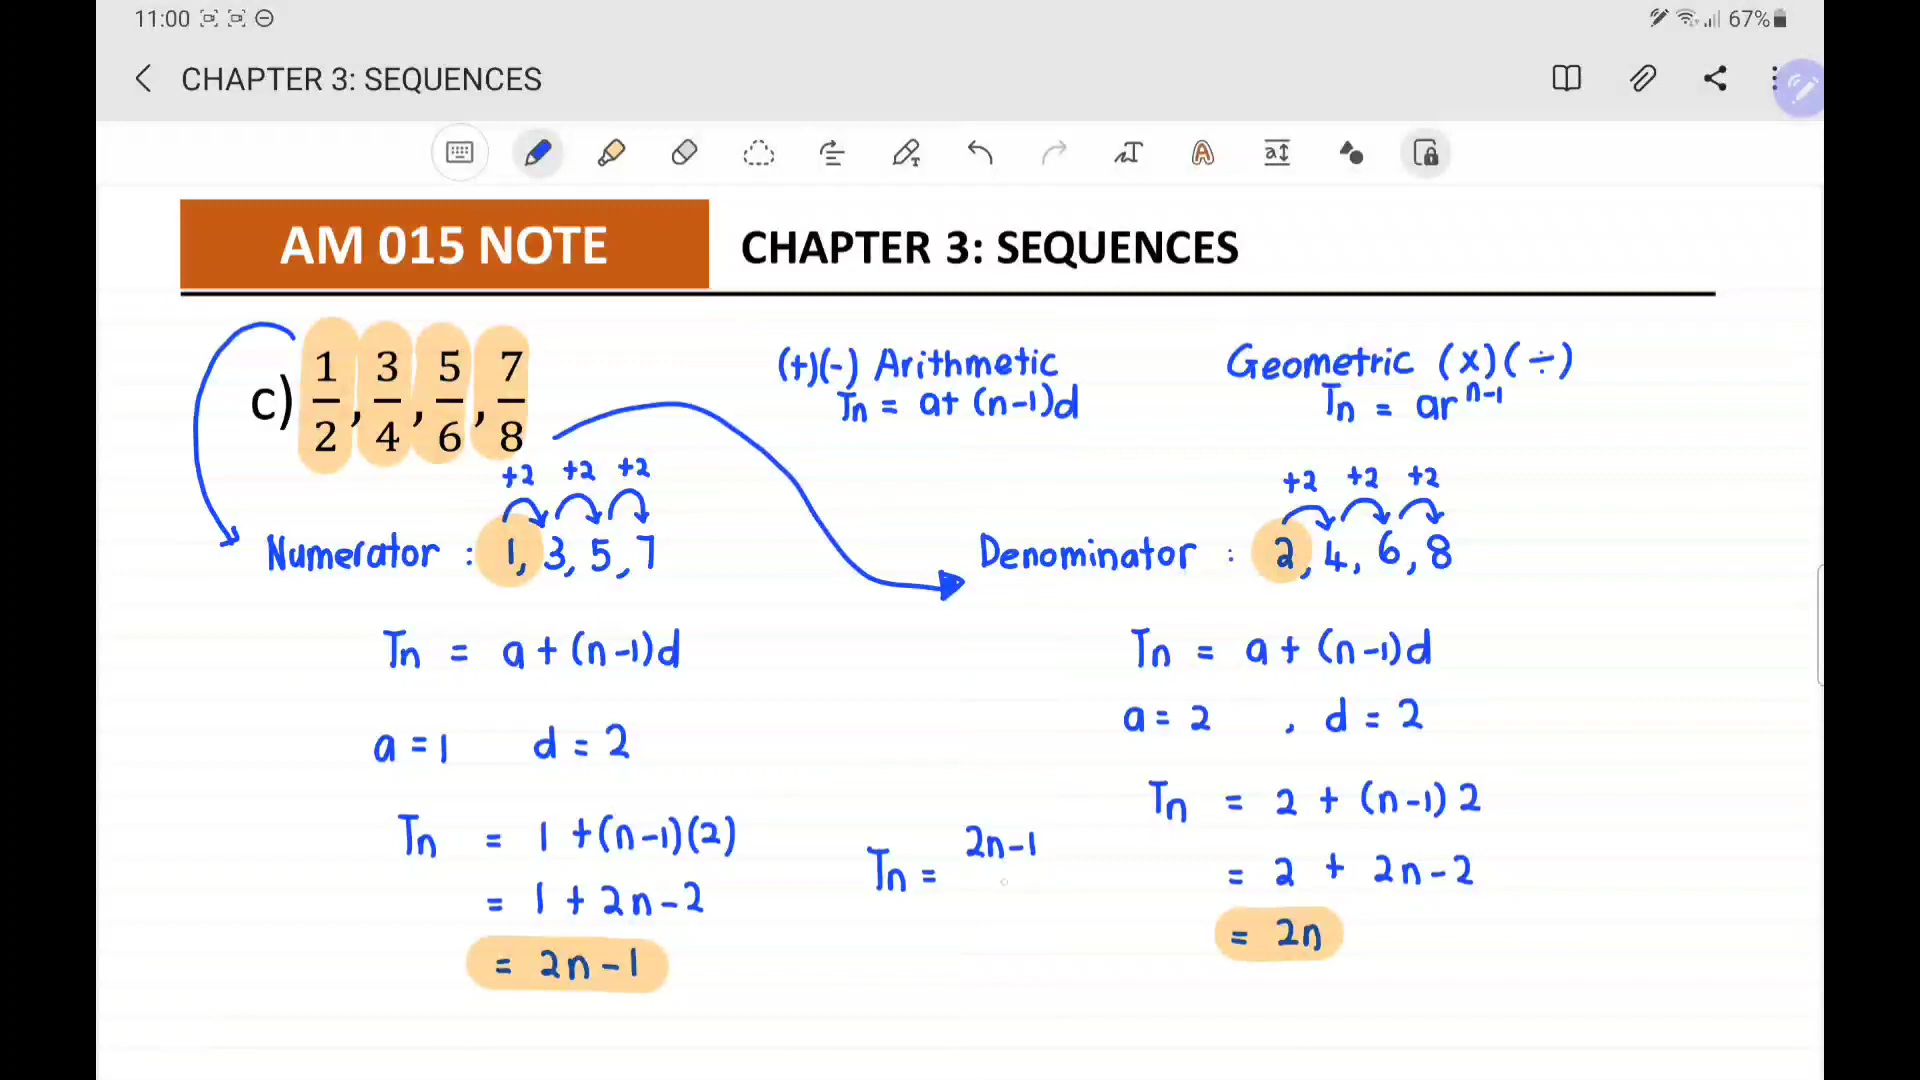 11:00
67%
CHAPTER 3: SEQUENCES
AM 015 NOTE
CHAPTER 3: SEQUENCES
c) 1/2, 3/4, 5/6, 7/8
(+)(-) Arithmetic
Tn = a+ (n-1)d
Geometric (x)(÷)
Tn = ar^n-1
+2 +2 +2
Numerator : 1, 3, 5, 7
+2 +2 +2
Denominator : 2, 4, 6, 8
Tn = a + (n-1)d
a = 1 d = 2
Tn = 1 +(n-1)(2)
= 1 + 2n - 2
= 2n - 1
Tn = 2n-1
Tn = a + (n-1)d
a = 2 , d = 2
Tn = 2 + (n-1) 2
= 2 + 2n - 2
= 2n